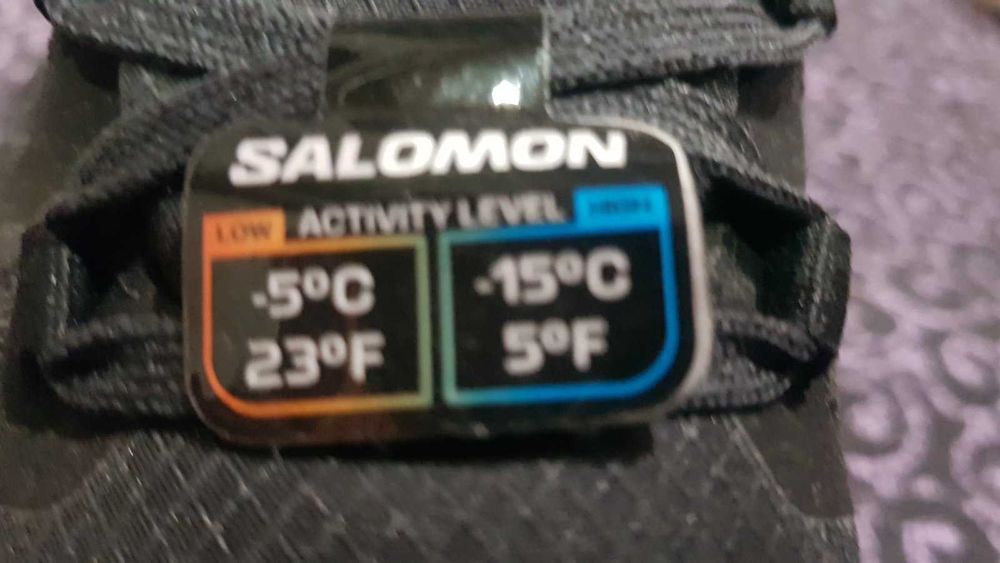 SALOMON
LOW ACTIVITY LEVEL HIGH
-5°C -15°C
23°F 5°F